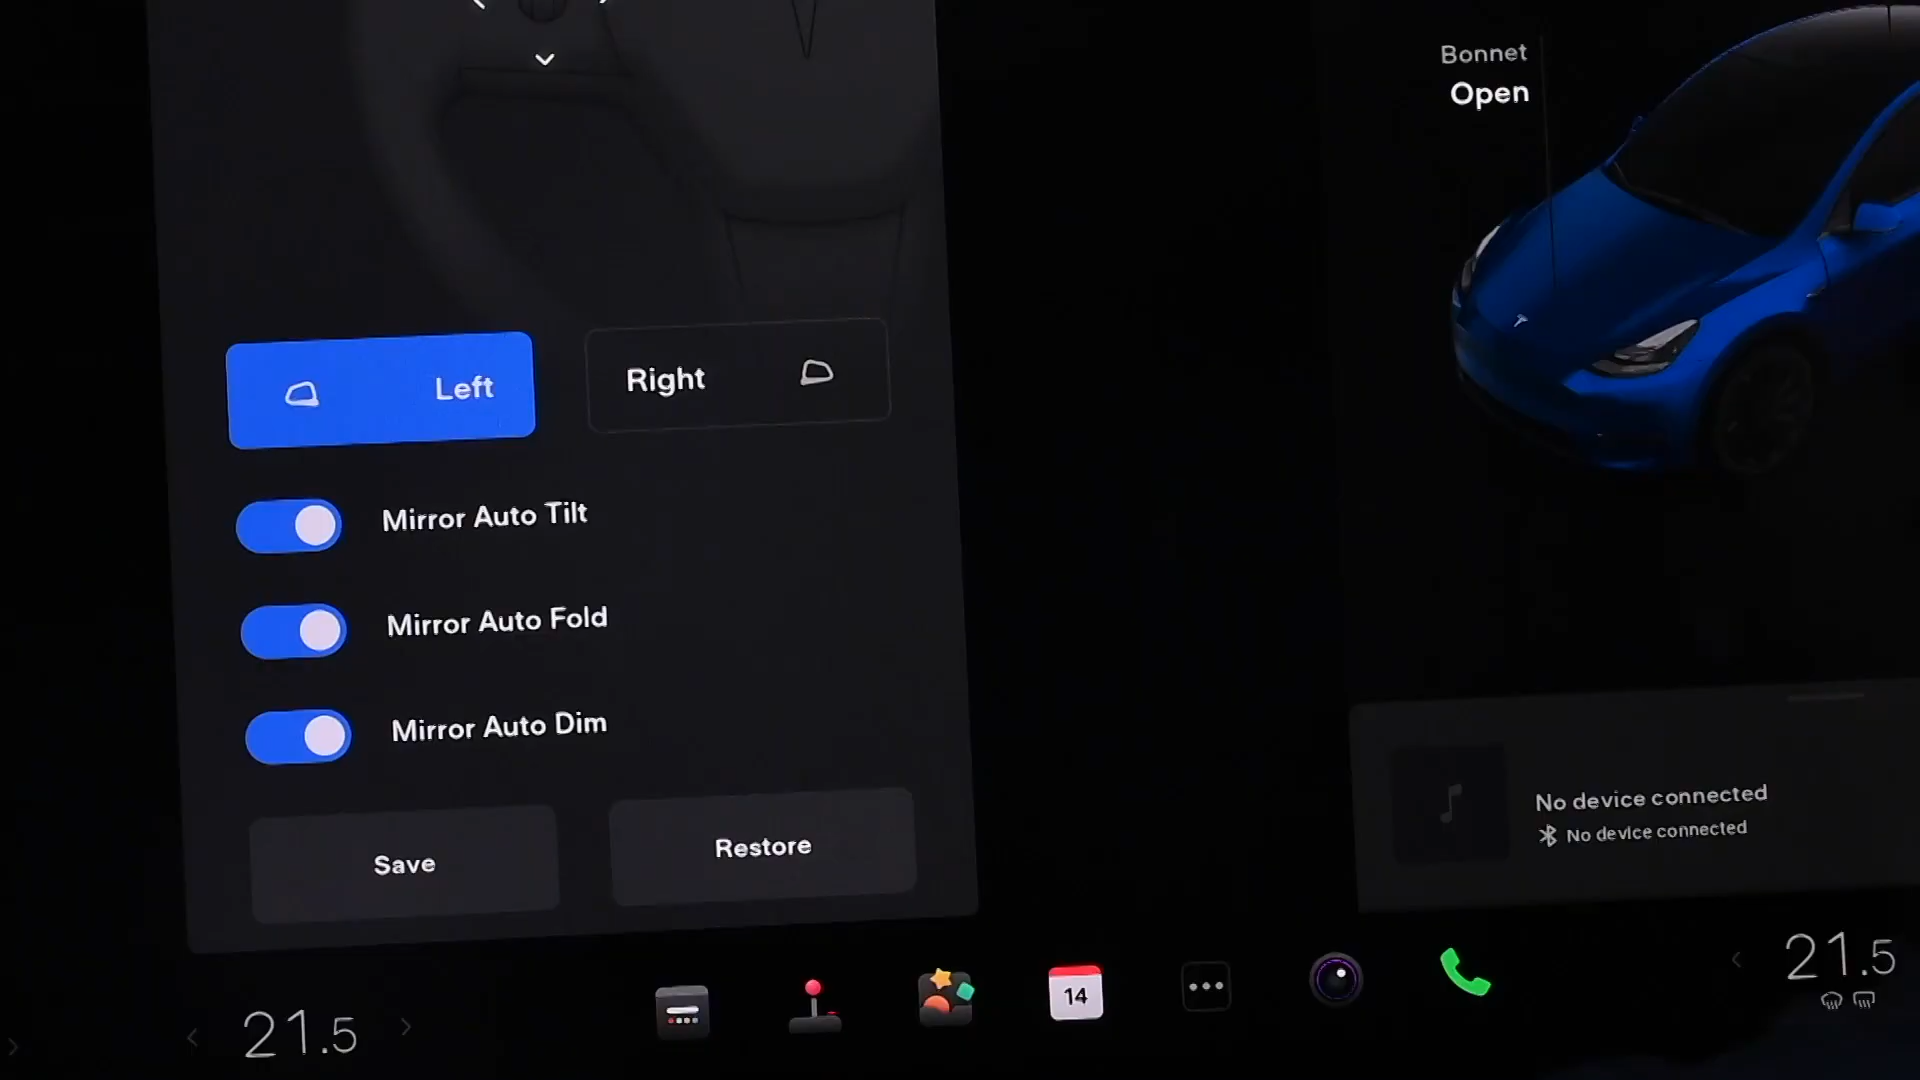 Bonnet
Open
Left
Right
Mirror Auto Tilt
Mirror Auto Fold
Mirror Auto Dim
Save
Restore
No device connected
No device connected
14
21.5
21.5